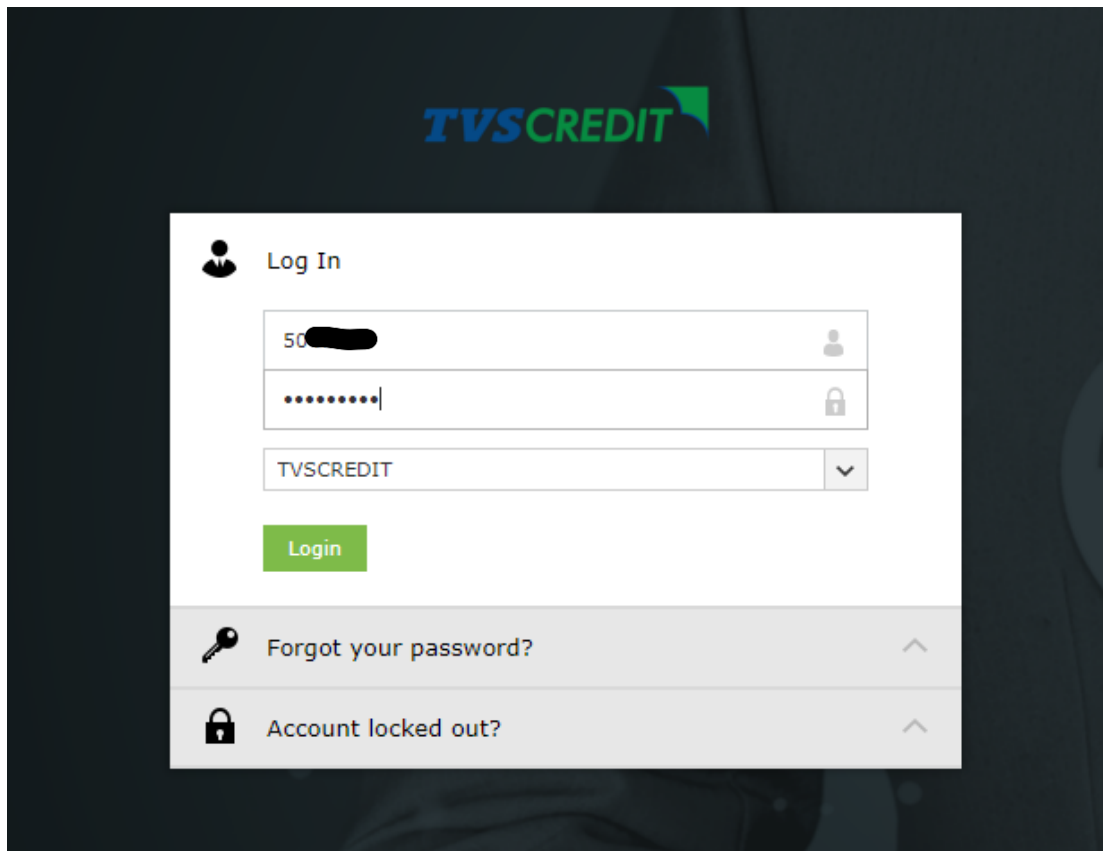 TVSCREDIT
Log In
50
•••••••••
TVSCREDIT
Login
Forgot your password?
Account locked out?